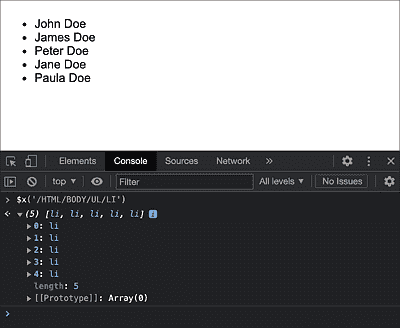 John Doe
James Doe
Peter Doe
Jane Doe
Paula Doe
Elements Console Sources Network »
top ▾ Filter All levels ▾ No Issues
> $x('/HTML/BODY/UL/LI')
(5) [li, li, li, li, li] i
0: li
1: li
2: li
3: li
4: li
length: 5
[[Prototype]]: Array(0)
>